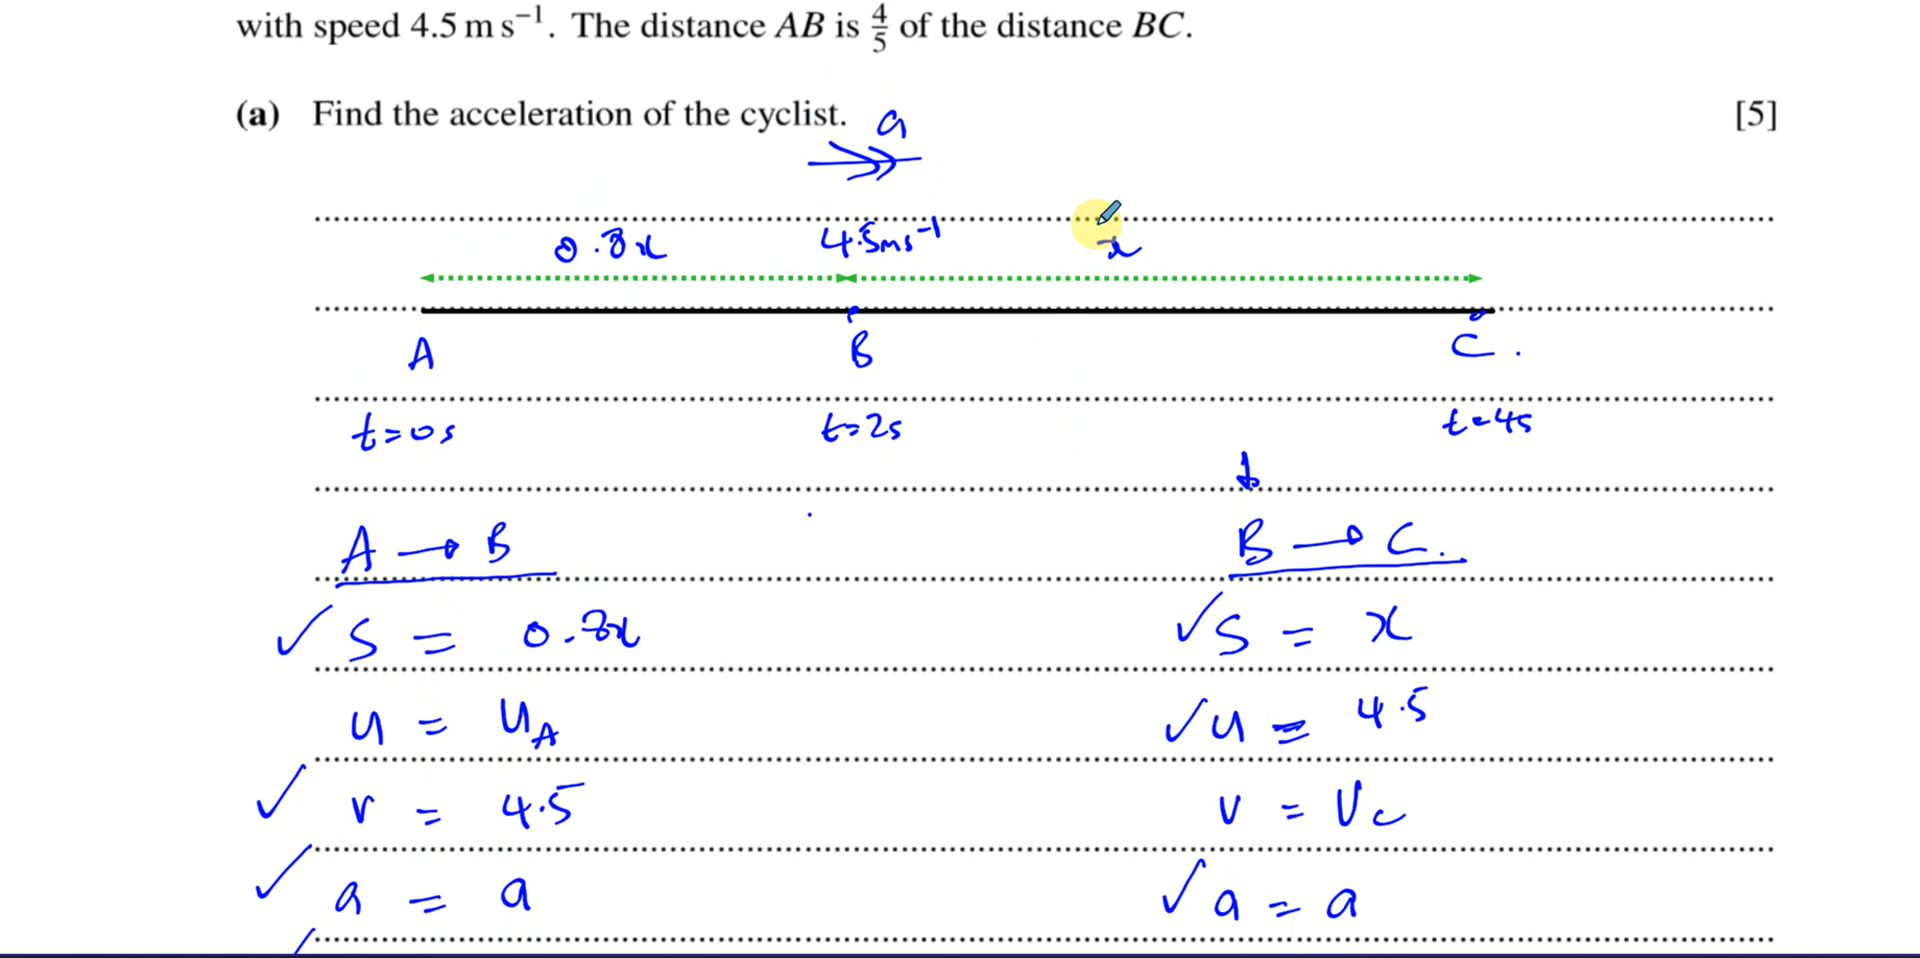 with speed 4.5 m s⁻¹. The distance AB is 4/5 of the distance BC.
(a) Find the acceleration of the cyclist. [5]
a
0.8x 4.5ms⁻¹ x
A B C.
t=0s t=2s t=4s
A → B B → C.
✓ s = 0.8x ✓ s = x
u = u_A ✓ u = 4.5
✓ v = 4.5 v = V_c
✓ a = a ✓ a = a